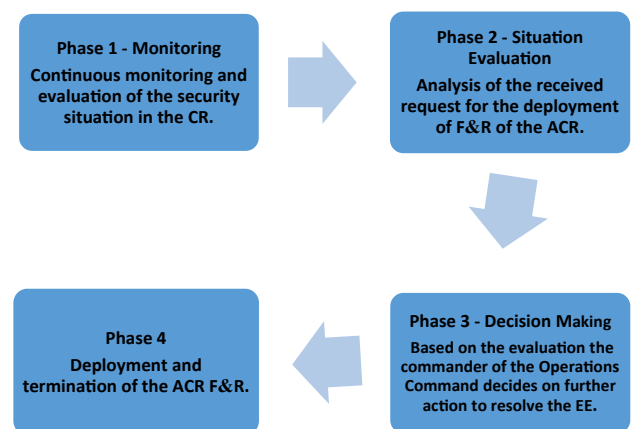 Phase 1 - Monitoring
Continuous monitoring and
evaluation of the security
situation in the CR.
Phase 2 - Situation
Evaluation
Analysis of the received
request for the deployment
of F&R of the ACR.
Phase 3 - Decision Making
Based on the evaluation the
commander of the Operations
Command decides on further
action to resolve the EE.
Phase 4
Deployment and
termination of the ACR F&R.